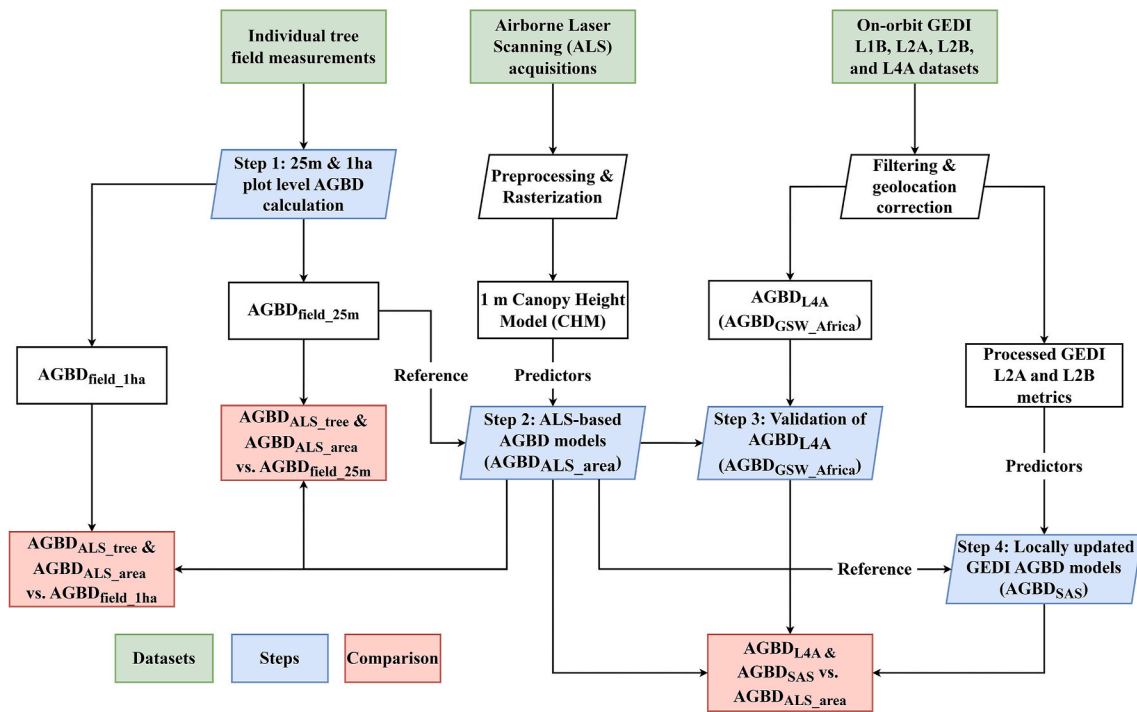 Individual tree
field measurements
Airborne Laser
Scanning (ALS)
acquisitions
On-orbit GEDI
L1B, L2A, L2B,
and L4A datasets
Step 1: 25m & 1ha
plot level AGBD
calculation
Preprocessing &
Rasterization
Filtering &
geolocation
correction
AGBDfield_25m
1 m Canopy Height
Model (CHM)
AGBDL4A
(AGBDGSW_Africa)
AGBDfield_1ha
Reference
Predictors
Processed GEDI
L2A and L2B
metrics
AGBDALS_tree &
AGBDALS_area
vs. AGBDfield_25m
Step 2: ALS-based
AGBD models
(AGBDALS_area)
Step 3: Validation of
AGBDL4A
(AGBDGSW_Africa)
Predictors
AGBDALS_tree &
AGBDALS_area
vs. AGBDfield_1ha
Reference
Step 4: Locally updated
GEDI AGBD models
(AGBDSAS)
Datasets
Steps
Comparison
AGBDL4A &
AGBDSAS vs.
AGBDALS_area